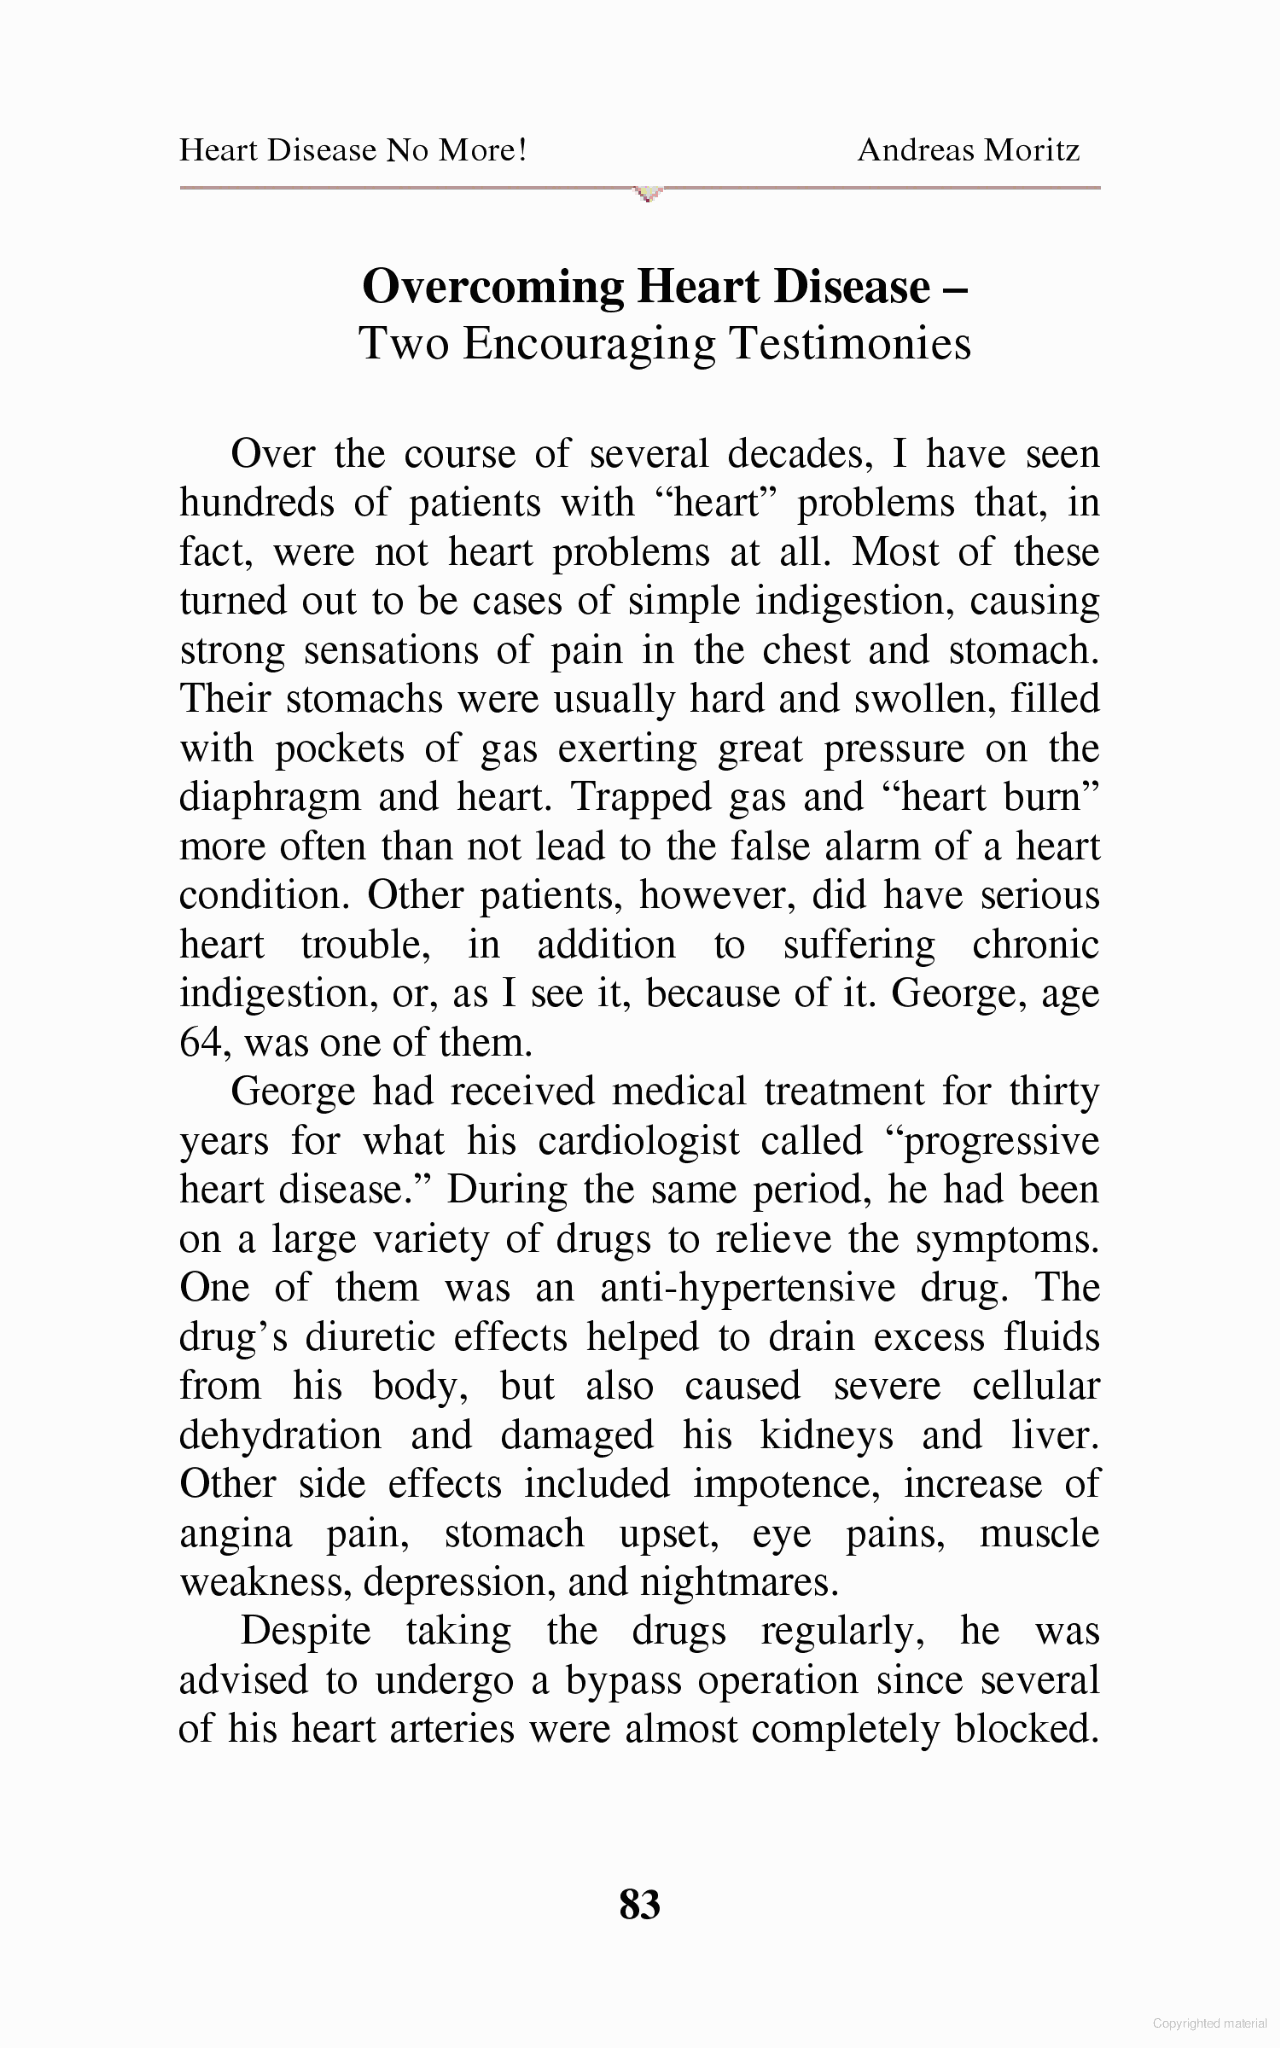 Heart Disease No More! Andreas Moritz
Overcoming Heart Disease –
Two Encouraging Testimonies
Over the course of several decades, I have seen
hundreds of patients with “heart” problems that, in
fact, were not heart problems at all. Most of these
turned out to be cases of simple indigestion, causing
strong sensations of pain in the chest and stomach.
Their stomachs were usually hard and swollen, filled
with pockets of gas exerting great pressure on the
diaphragm and heart. Trapped gas and “heart burn”
more often than not lead to the false alarm of a heart
condition. Other patients, however, did have serious
heart trouble, in addition to suffering chronic
indigestion, or, as I see it, because of it. George, age
64, was one of them.
George had received medical treatment for thirty
years for what his cardiologist called “progressive
heart disease.” During the same period, he had been
on a large variety of drugs to relieve the symptoms.
One of them was an anti-hypertensive drug. The
drug’s diuretic effects helped to drain excess fluids
from his body, but also caused severe cellular
dehydration and damaged his kidneys and liver.
Other side effects included impotence, increase of
angina pain, stomach upset, eye pains, muscle
weakness, depression, and nightmares.
Despite taking the drugs regularly, he was
advised to undergo a bypass operation since several
of his heart arteries were almost completely blocked.
83
Copyrighted material